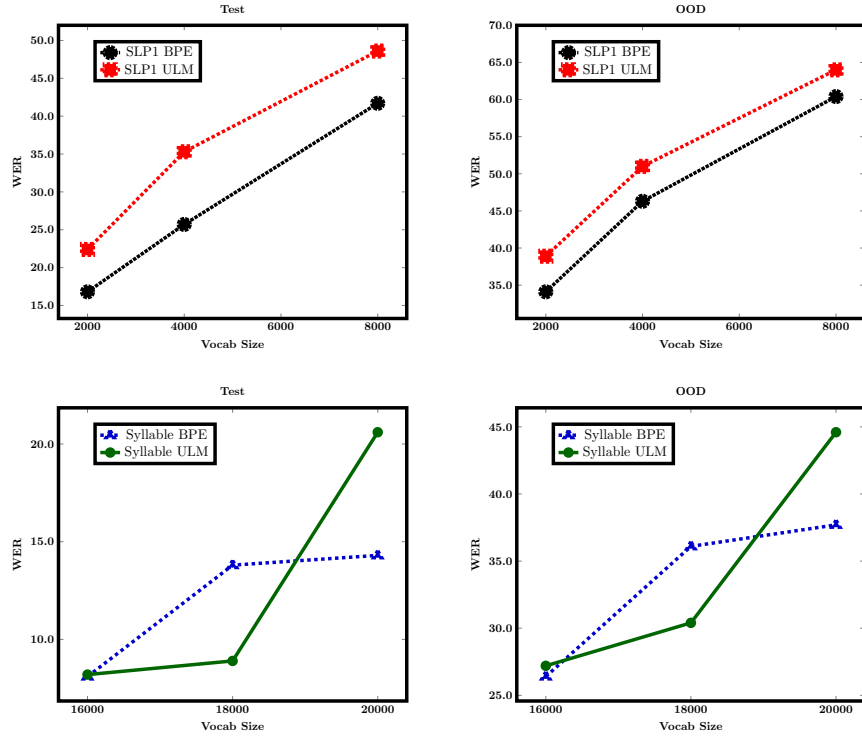 Test
50.0
45.0
40.0
35.0
30.0
25.0
20.0
15.0
WER
SLP1 BPE
SLP1 ULM
2000
4000
6000
8000
Vocab Size
OOD
70.0
65.0
60.0
55.0
50.0
45.0
40.0
35.0
WER
SLP1 BPE
SLP1 ULM
2000
4000
6000
8000
Vocab Size
Test
20.0
15.0
10.0
WER
Syllable BPE
Syllable ULM
16000
18000
20000
Vocab Size
OOD
45.0
40.0
35.0
30.0
25.0
WER
Syllable BPE
Syllable ULM
16000
18000
20000
Vocab Size